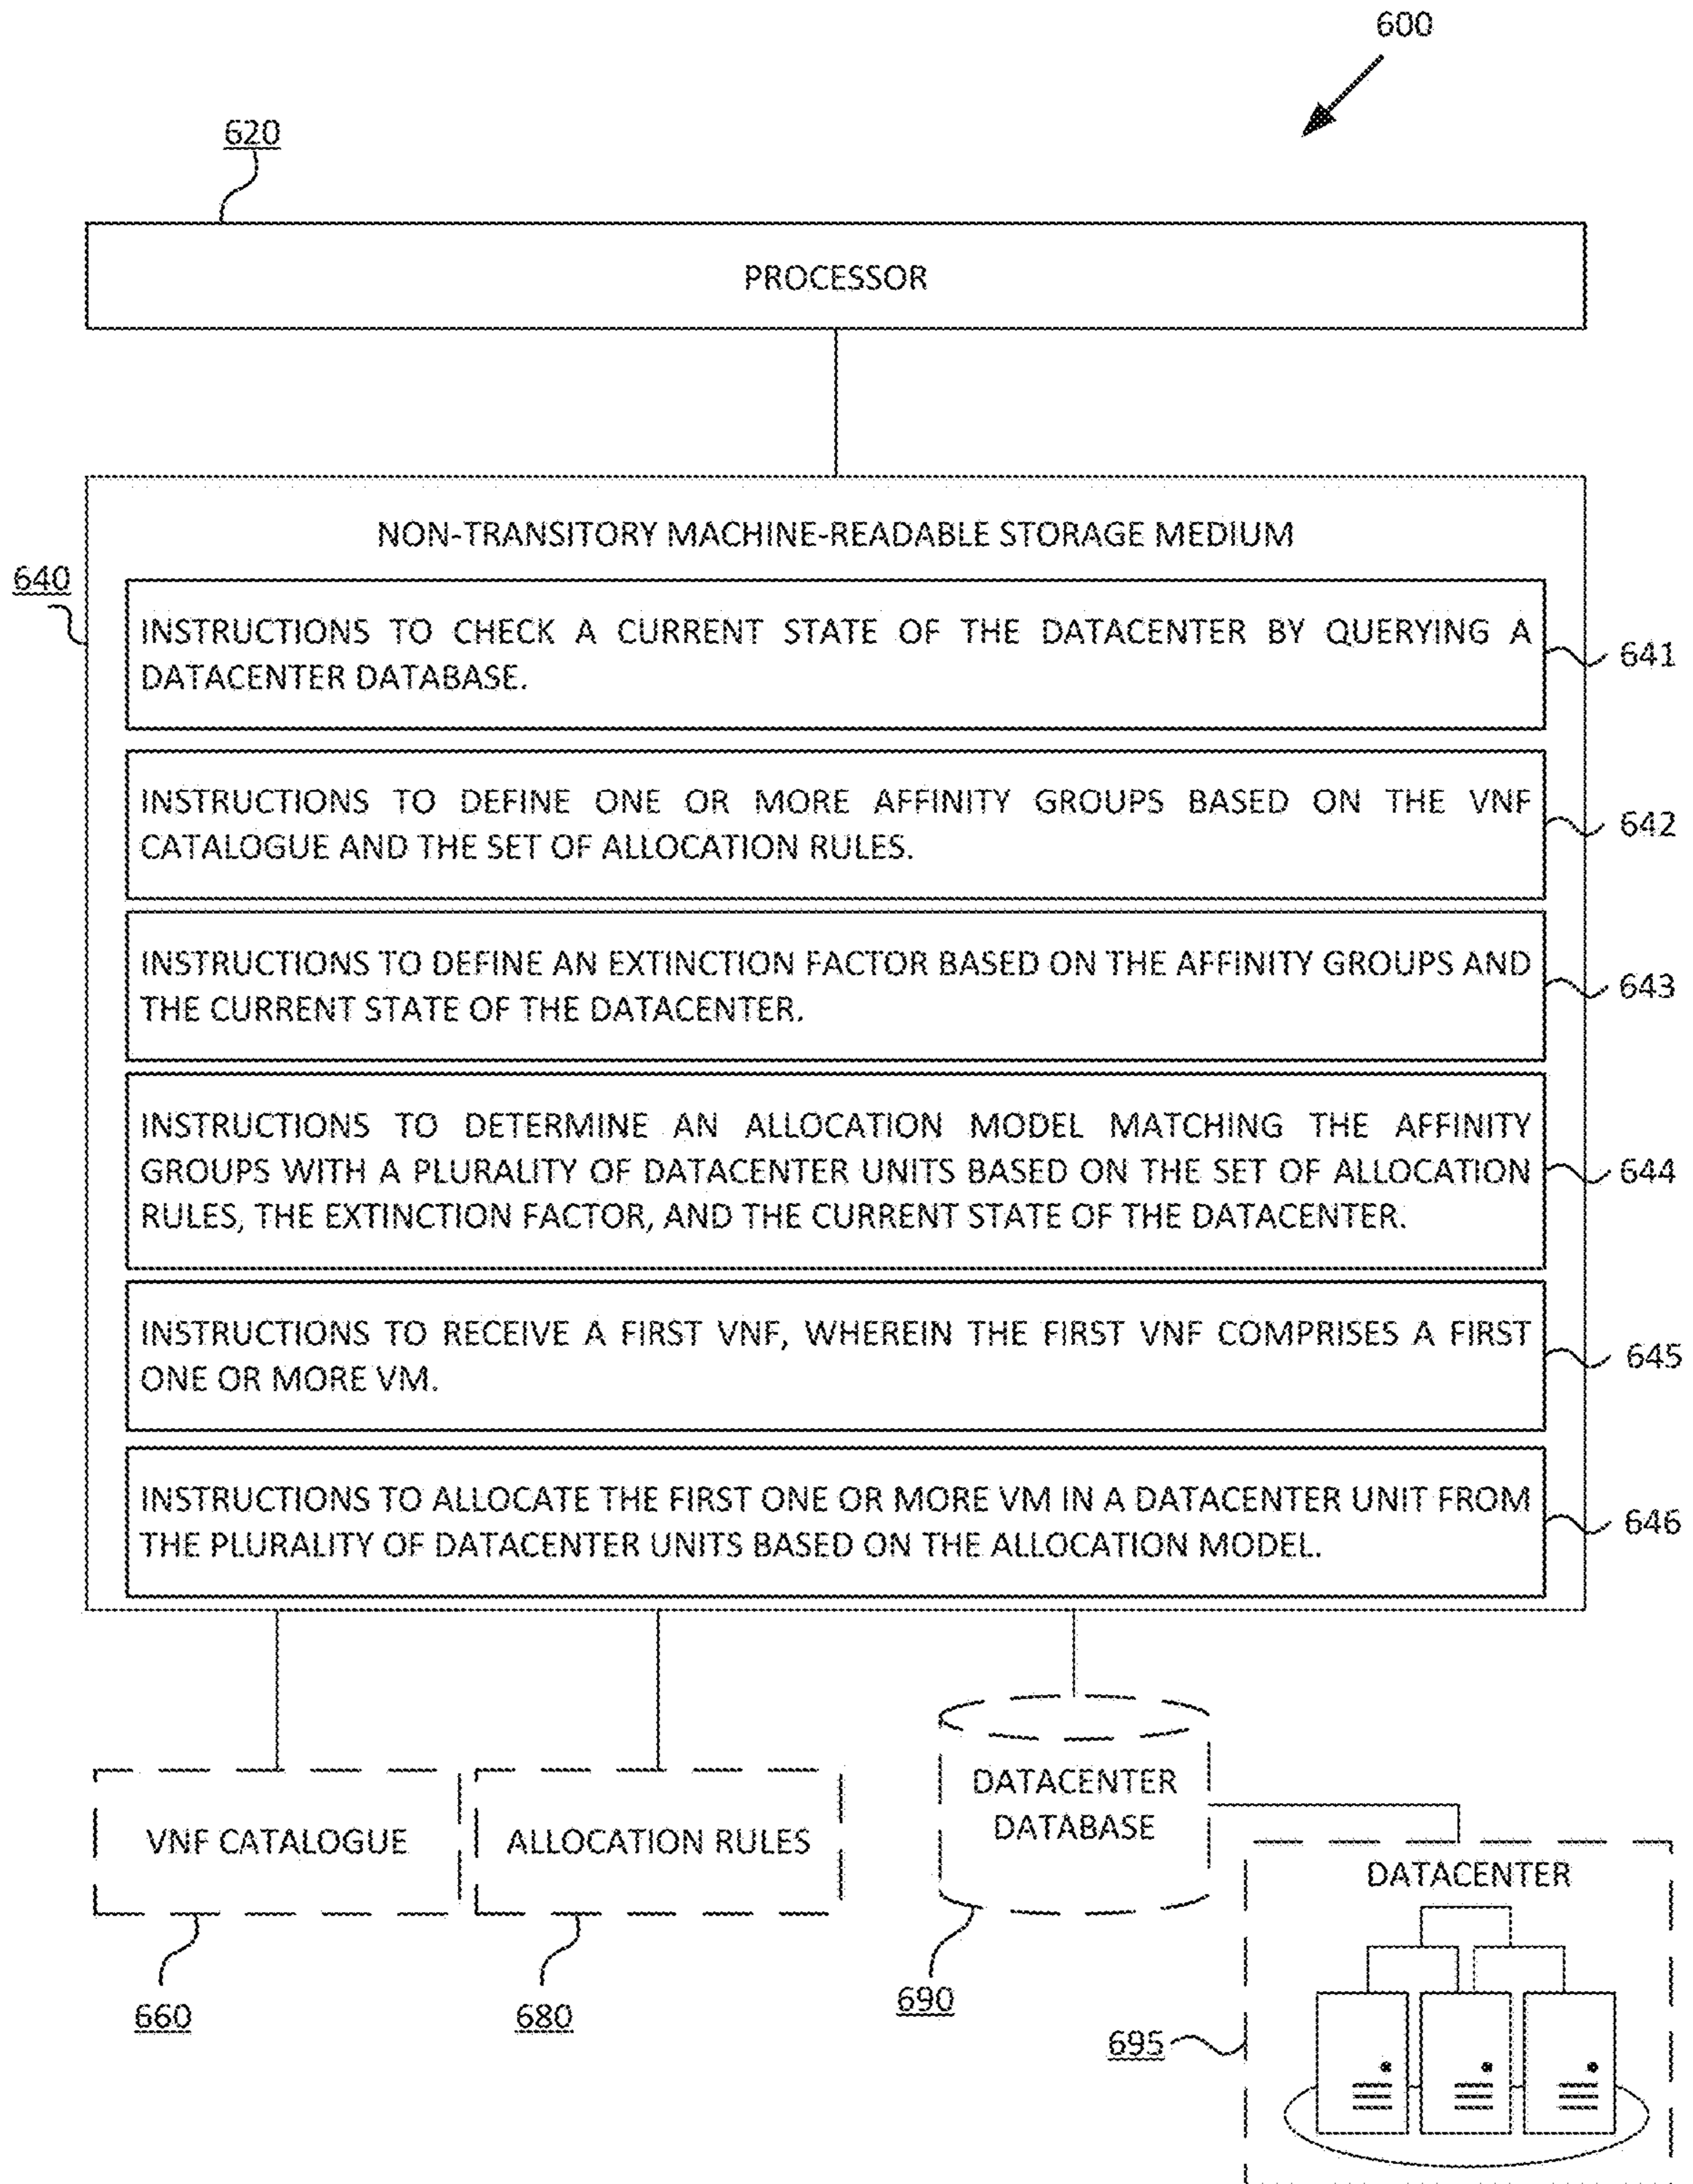 600
620
PROCESSOR
NON-TRANSITORY MACHINE-READABLE STORAGE MEDIUM
640
INSTRUCTIONS TO CHECK A CURRENT STATE OF THE DATACENTER BY QUERYING A
DATACENTER DATABASE.
641
INSTRUCTIONS TO DEFINE ONE OR MORE AFFINITY GROUPS BASED ON THE VNF
CATALOGUE AND THE SET OF ALLOCATION RULES.
642
INSTRUCTIONS TO DEFINE AN EXTINCTION FACTOR BASED ON THE AFFINITY GROUPS AND
THE CURRENT STATE OF THE DATACENTER.
643
INSTRUCTIONS TO DETERMINE AN ALLOCATION MODEL MATCHING THE AFFINITY
GROUPS WITH A PLURALITY OF DATACENTER UNITS BASED ON THE SET OF ALLOCATION
RULES, THE EXTINCTION FACTOR, AND THE CURRENT STATE OF THE DATACENTER.
644
INSTRUCTIONS TO RECEIVE A FIRST VNF, WHEREIN THE FIRST VNF COMPRISES A FIRST
ONE OR MORE VM.
645
INSTRUCTIONS TO ALLOCATE THE FIRST ONE OR MORE VM IN A DATACENTER UNIT FROM
THE PLURALITY OF DATACENTER UNITS BASED ON THE ALLOCATION MODEL.
646
VNF CATALOGUE
660
ALLOCATION RULES
680
DATACENTER
DATABASE
690
DATACENTER
695